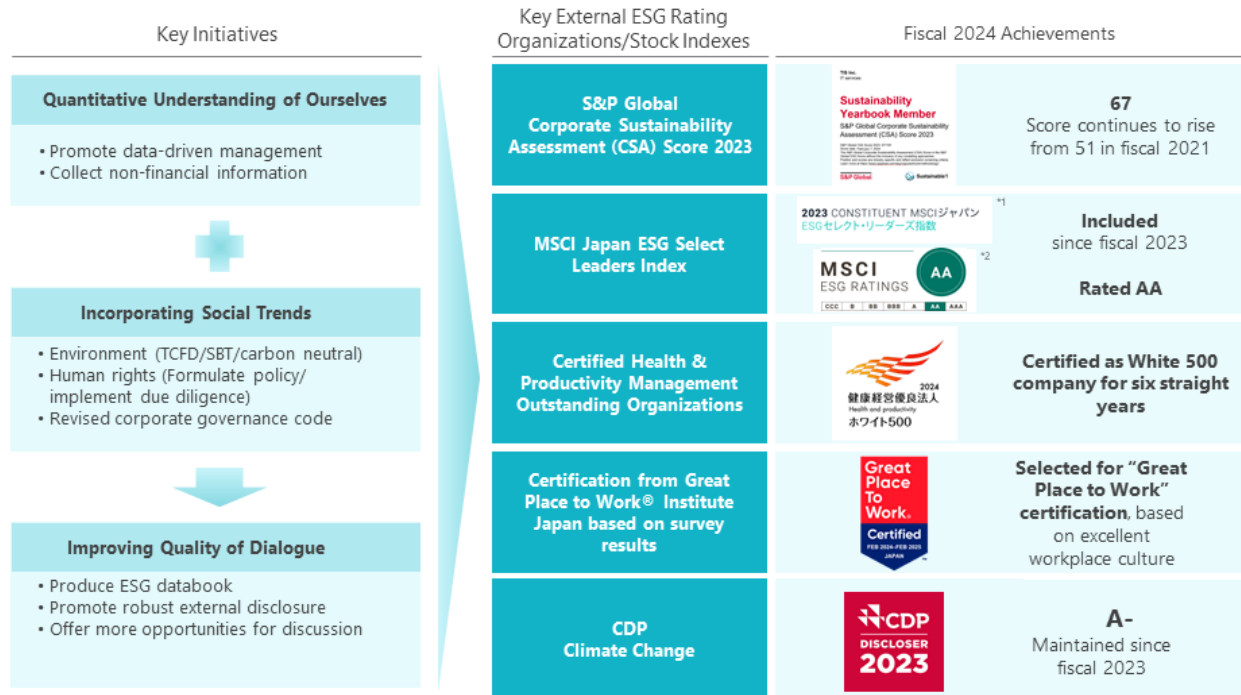 Key Initiatives
Quantitative Understanding of Ourselves
• Promote data-driven management
• Collect non-financial information
Incorporating Social Trends
• Environment (TCFD/SBT/carbon neutral)
• Human rights (Formulate policy/
implement due diligence)
• Revised corporate governance code
Improving Quality of Dialogue
• Produce ESG databook
• Promote robust external disclosure
• Offer more opportunities for discussion
Key External ESG Rating
Organizations/Stock Indexes
Fiscal 2024 Achievements
S&P Global
Corporate Sustainability
Assessment (CSA) Score 2023
TIS Inc.
IT services
Sustainability
Yearbook Member
S&P Global Corporate Sustainability
Assessment (CSA) Score 2023
S&P Global
Sustainable1
67
Score continues to rise
from 51 in fiscal 2021
MSCI Japan ESG Select
Leaders Index
2023 CONSTITUENT MSCIジャパン
ESGセレクト・リーダーズ指数
*1
MSCI
ESG RATINGS
AA
*2
CCC B BB BBB A AA AAA
Included
since fiscal 2023
Rated AA
Certified Health &
Productivity Management
Outstanding Organizations
2024
健康経営優良法人
Health and productivity
ホワイト500
Certified as White 500
company for six straight
years
Certification from Great
Place to Work® Institute
Japan based on survey
results
Great
Place
To
Work®
Certified
FEB 2024-FEB 2025
JAPAN
™
Selected for “Great
Place to Work”
certification, based
on excellent
workplace culture
CDP
Climate Change
CDP
DISCLOSER
2023
A-
Maintained since
fiscal 2023